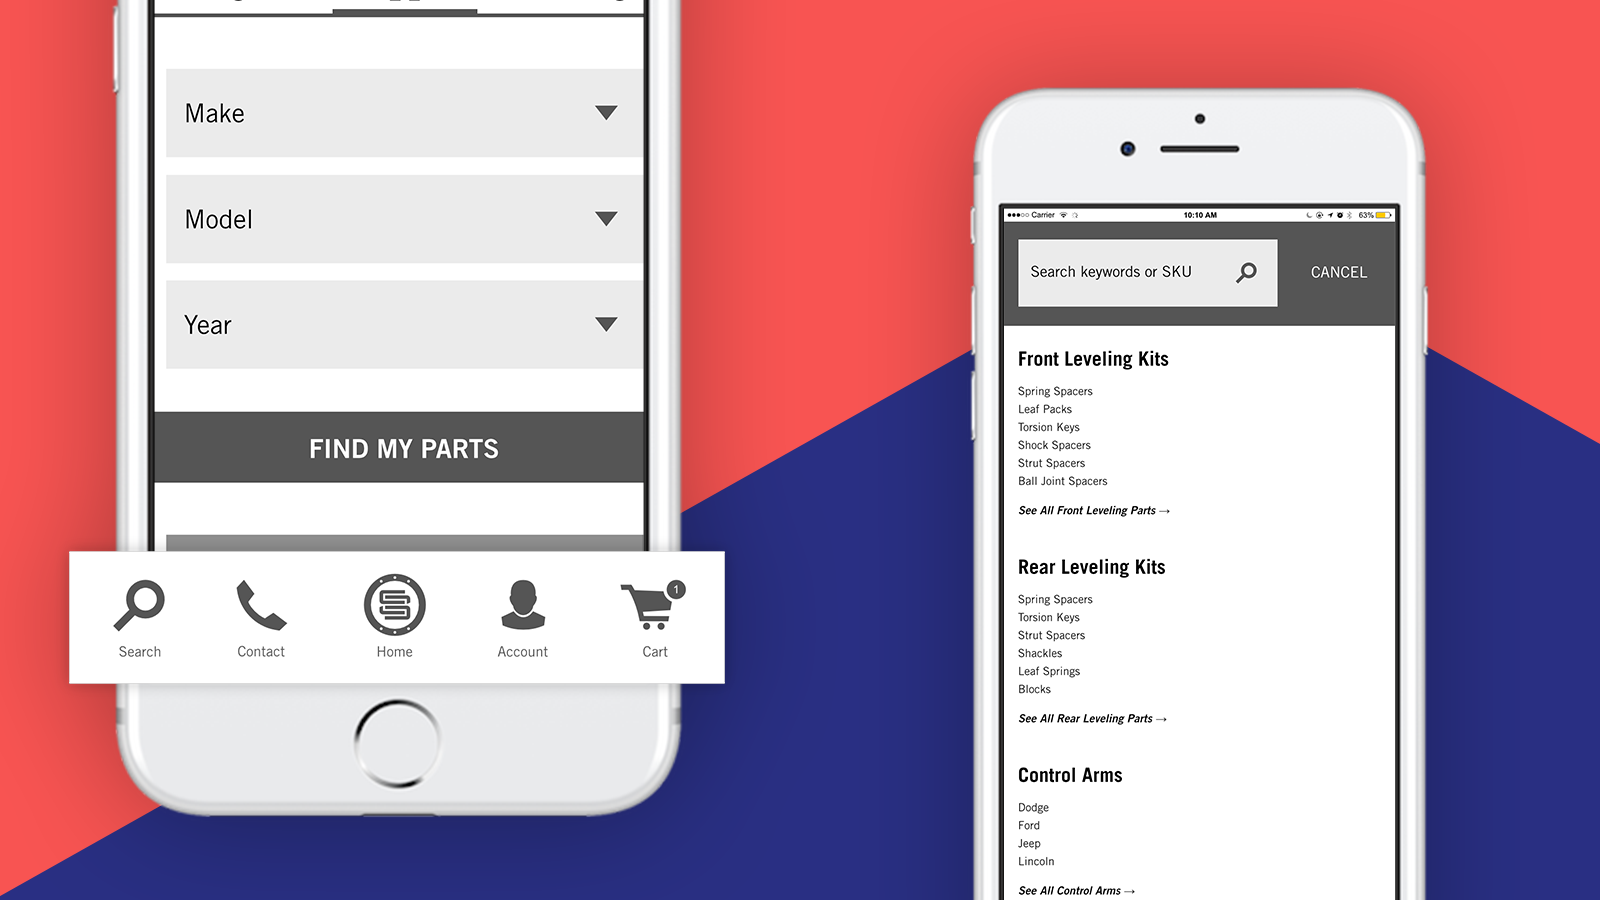 Make
Model
Year
FIND MY PARTS
Search
Contact
Home
Account
1
Cart
Carrier
10:10 AM
63%
Search keywords or SKU
CANCEL
Front Leveling Kits
Spring Spacers
Leaf Packs
Torsion Keys
Shock Spacers
Strut Spacers
Ball Joint Spacers
See All Front Leveling Parts →
Rear Leveling Kits
Spring Spacers
Torsion Keys
Strut Spacers
Shackles
Leaf Springs
Blocks
See All Rear Leveling Parts →
Control Arms
Dodge
Ford
Jeep
Lincoln
See All Control Arms →